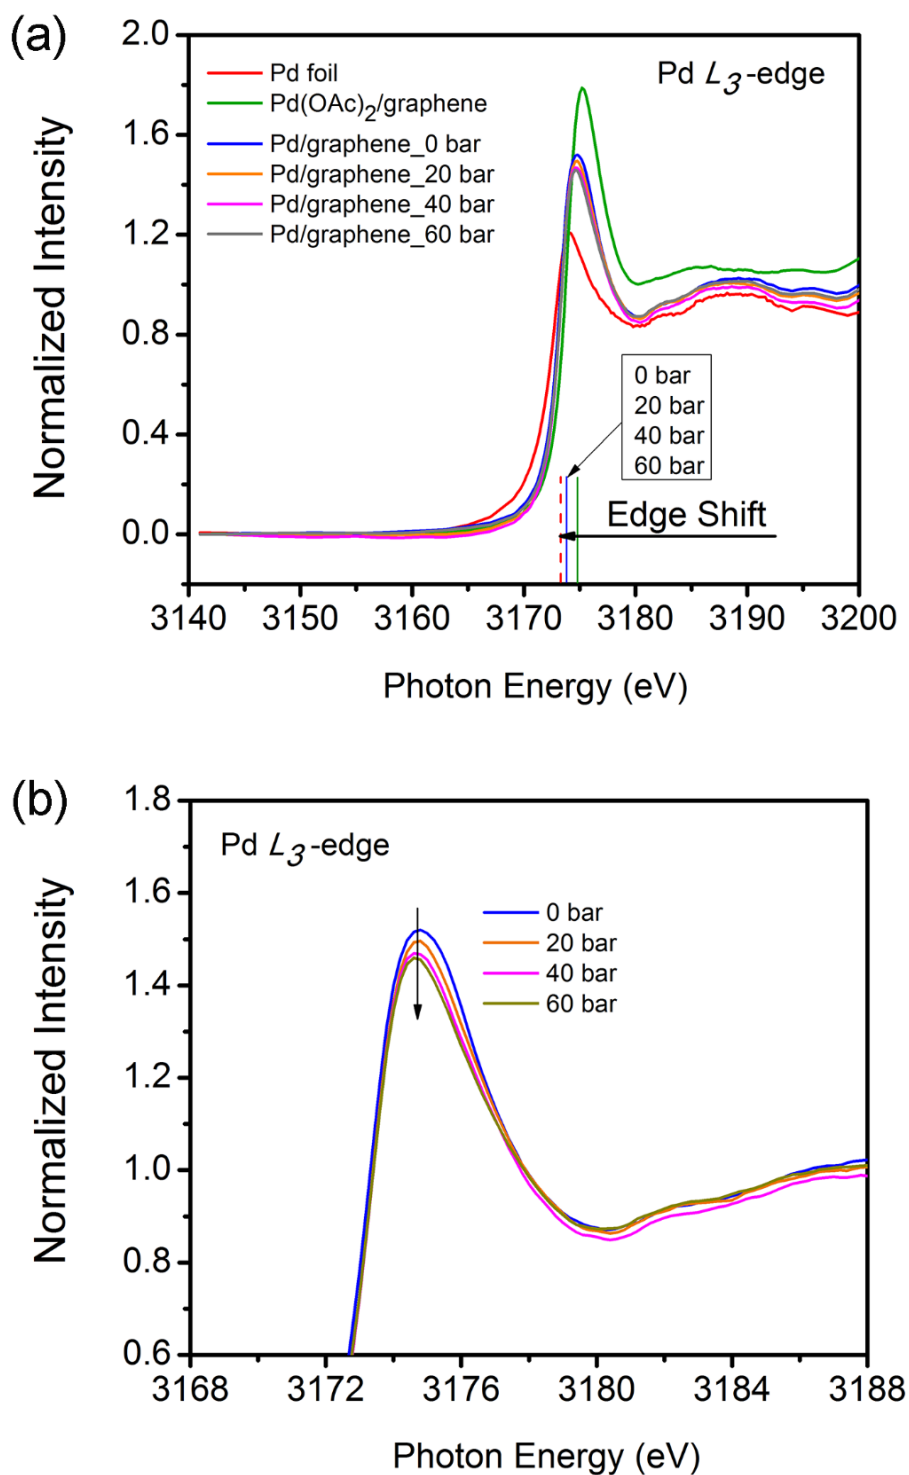 (a)
Pd L3-edge
Pd foil
Pd(OAc)2/graphene
Pd/graphene_0 bar
Pd/graphene_20 bar
Pd/graphene_40 bar
Pd/graphene_60 bar
2.0
1.6
1.2
0.8
0.4
0.0
Normalized Intensity
0 bar
20 bar
40 bar
60 bar
Edge Shift
3140 3150 3160 3170 3180 3190 3200
Photon Energy (eV)
(b)
Pd L3-edge
0 bar
20 bar
40 bar
60 bar
1.8
1.6
1.4
1.2
1.0
0.8
0.6
Normalized Intensity
3168 3172 3176 3180 3184 3188
Photon Energy (eV)